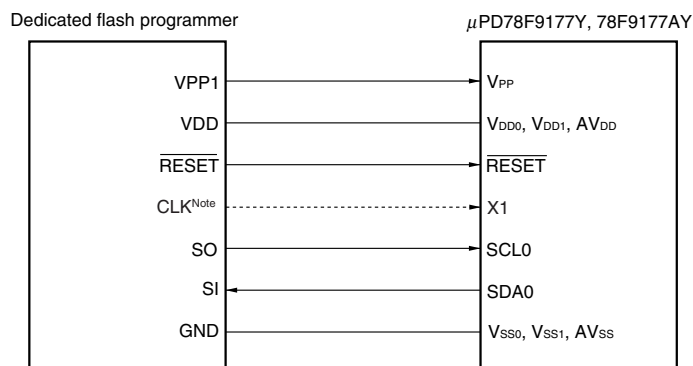 Dedicated flash programmer μPD78F9177Y, 78F9177AY
VPP1 VPP
VDD VDD0, VDD1, AVDD
RESET RESET
CLKNote X1
SO SCL0
SI SDA0
GND VSS0, VSS1, AVSS